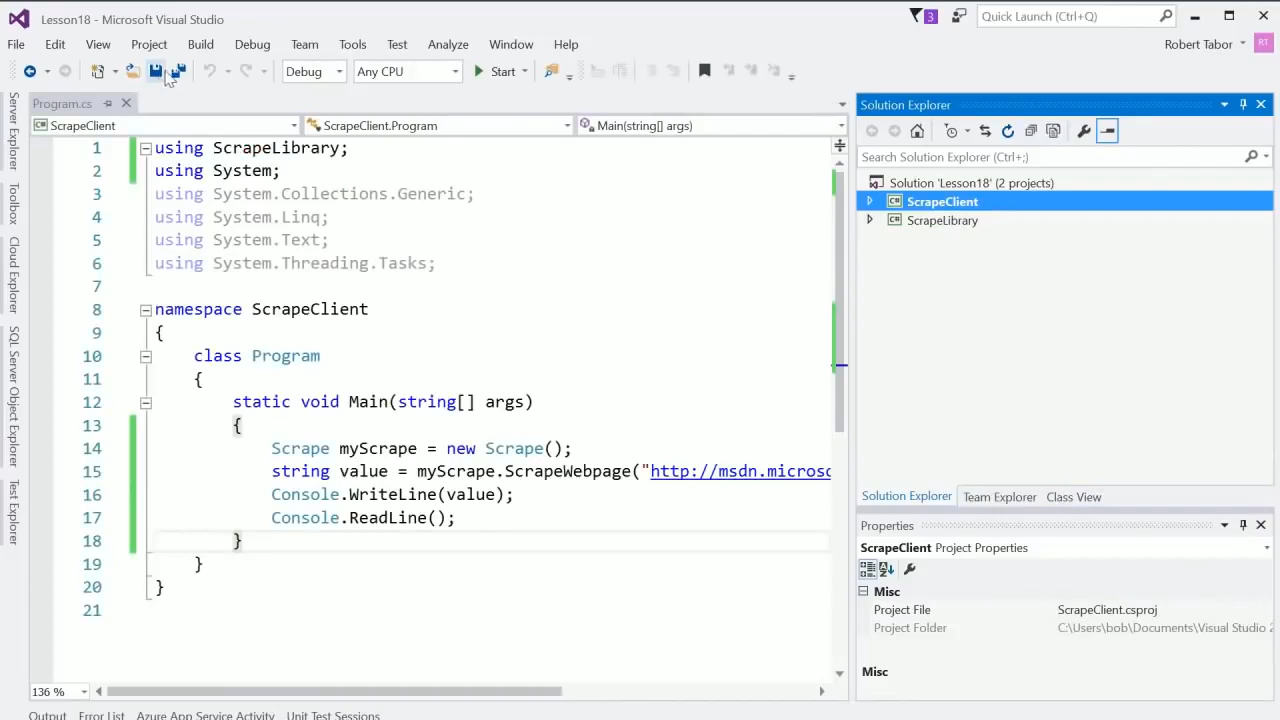 Lesson18 - Microsoft Visual Studio
3
Quick Launch (Ctrl+Q)
File Edit View Project Build Debug Team Tools Test Analyze Window Help
Robert Tabor RT
Debug Any CPU Start
Server Explorer
Toolbox
Cloud Explorer
SQL Server Object Explorer
Test Explorer
Program.cs
ScrapeClient ScrapeClient.Program Main(string[] args)
1 using ScrapeLibrary;
2 using System;
3 using System.Collections.Generic;
4 using System.Linq;
5 using System.Text;
6 using System.Threading.Tasks;
7
8 namespace ScrapeClient
9 {
10 class Program
11 {
12 static void Main(string[] args)
13 {
14 Scrape myScrape = new Scrape();
15 string value = myScrape.ScrapeWebpage("http://msdn.microsc
16 Console.WriteLine(value);
17 Console.ReadLine();
18 }
19 }
20 }
21
136 %
Output Error List Azure App Service Activity Unit Test Sessions
Solution Explorer
Search Solution Explorer (Ctrl+;)
Solution 'Lesson18' (2 projects)
C# ScrapeClient
C# ScrapeLibrary
Solution Explorer Team Explorer Class View
Properties
ScrapeClient Project Properties
Misc
Project File ScrapeClient.csproj
Project Folder C:\Users\bob\Documents\Visual Studio 2
Misc